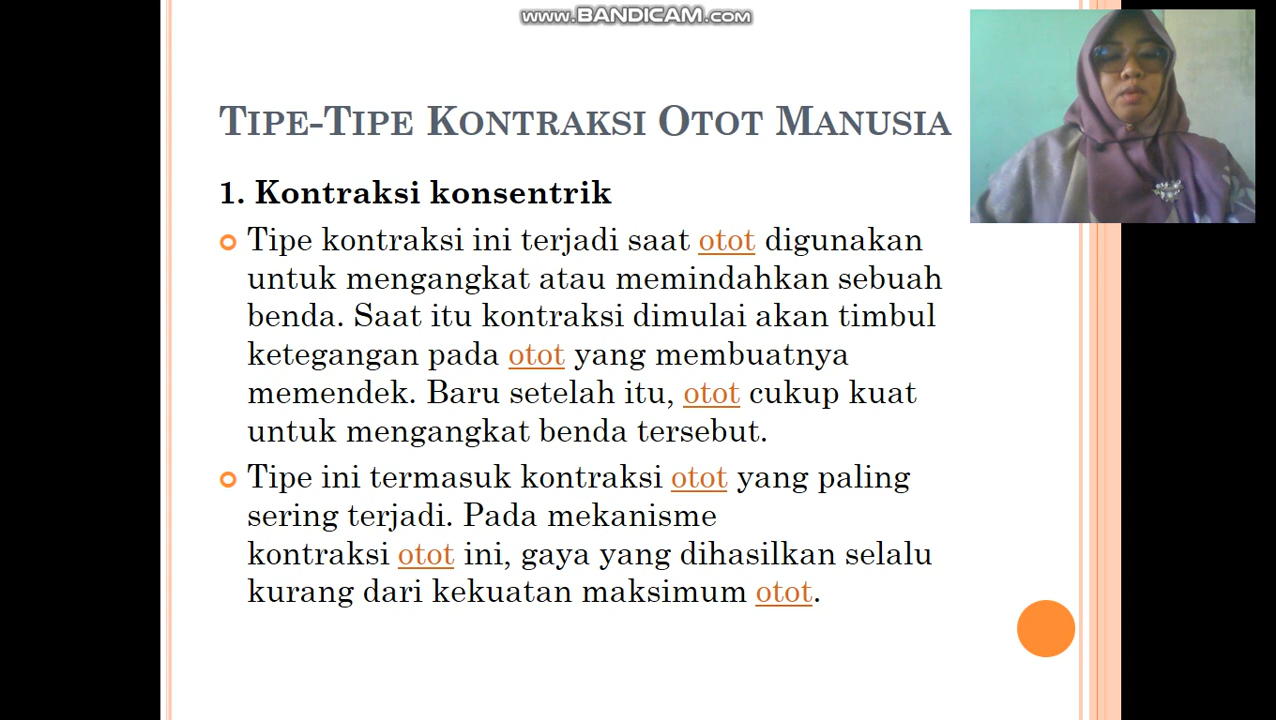 www.BANDICAM.com
TIPE-TIPE KONTRAKSI OTOT MANUSIA
1. Kontraksi konsentrik
Tipe kontraksi ini terjadi saat otot digunakan
untuk mengangkat atau memindahkan sebuah
benda. Saat itu kontraksi dimulai akan timbul
ketegangan pada otot yang membuatnya
memendek. Baru setelah itu, otot cukup kuat
untuk mengangkat benda tersebut.
Tipe ini termasuk kontraksi otot yang paling
sering terjadi. Pada mekanisme
kontraksi otot ini, gaya yang dihasilkan selalu
kurang dari kekuatan maksimum otot.